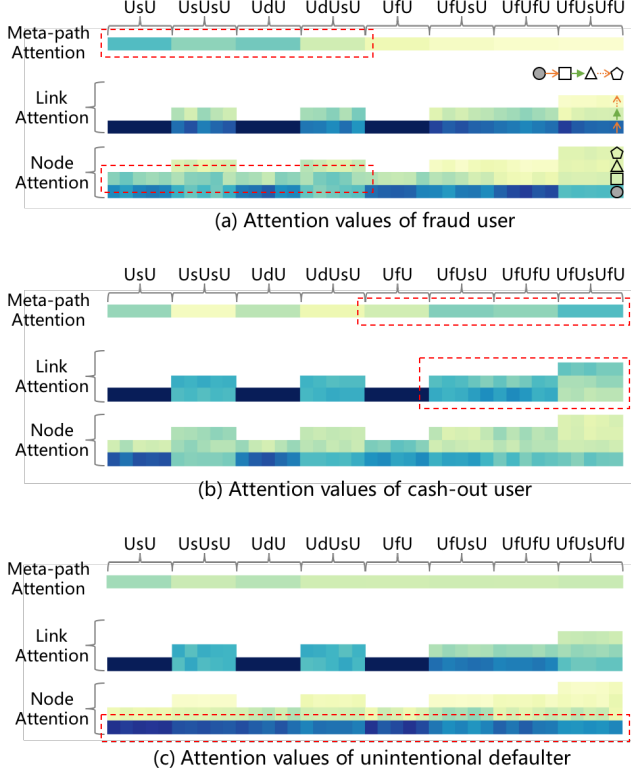 UsU UsUsU UdU UdUsU UfU UfUsU UfUfU UfUsUfU
Meta-path
Attention
Link
Attention
Node
Attention
(a) Attention values of fraud user
UsU UsUsU UdU UdUsU UfU UfUsU UfUfU UfUsUfU
Meta-path
Attention
Link
Attention
Node
Attention
(b) Attention values of cash-out user
UsU UsUsU UdU UdUsU UfU UfUsU UfUfU UfUsUfU
Meta-path
Attention
Link
Attention
Node
Attention
(c) Attention values of unintentional defaulter